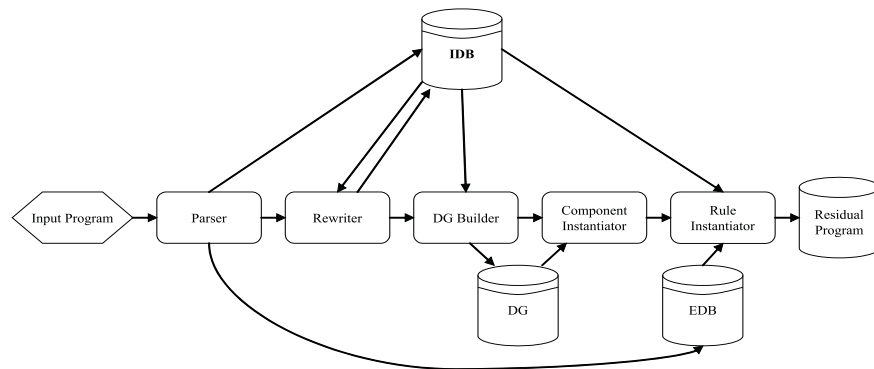 IDB
Input Program
Parser
Rewriter
DG Builder
Component
Instantiator
Rule
Instantiator
Residual
Program
DG
EDB